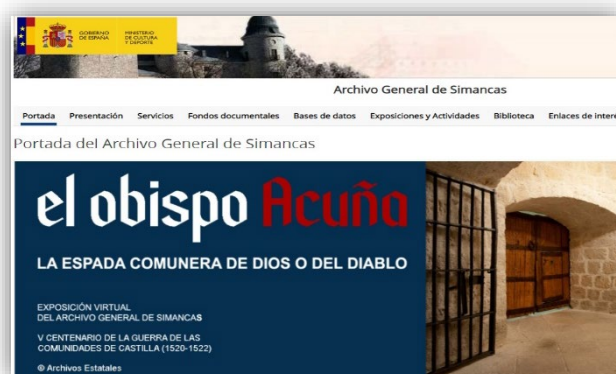 GOBIERNO
DE ESPAÑA
MINISTERIO
DE CULTURA
Y DEPORTE
Archivo General de Simancas
Portada Presentación Servicios Fondos documentales Bases de datos Exposiciones y Actividades Biblioteca Enlaces de interé
Portada del Archivo General de Simancas
el obispo Acuña
LA ESPADA COMUNERA DE DIOS O DEL DIABLO
EXPOSICIÓN VIRTUAL
DEL ARCHIVO GENERAL DE SIMANCAS
V CENTENARIO DE LA GUERRA DE LAS
COMUNIDADES DE CASTILLA (1520-1522)
© Archivos Estatales